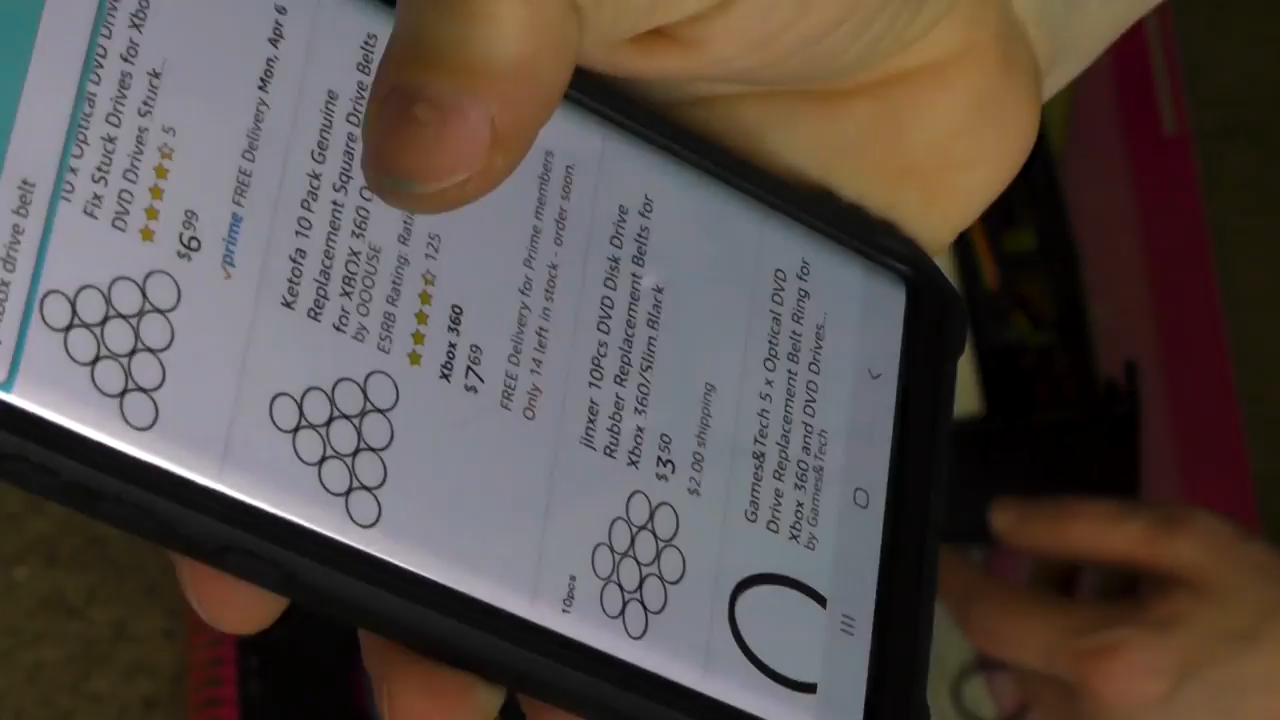 xbox drive belt
10 x Optical DVD Drive
Fix Stuck Drives for Xbo
DVD Drives Stuck...
5
$6.99
prime FREE Delivery Mon, Apr 6
Ketofa 10 Pack Genuine
Replacement Square Drive Belts
for XBOX 360
by OOOUSE
ESRB Rating: Rati
125
Xbox 360
$7.69
FREE Delivery for Prime members
Only 14 left in stock - order soon.
10pcs
Jinxer 10Pcs DVD Disk Drive
Rubber Replacement Belts for
Xbox 360/Slim Black
$3.50
$2.00 shipping
Games&Tech 5 x Optical DVD
Drive Replacement Belt Ring for
Xbox 360 and DVD Drives...
by Games&Tech